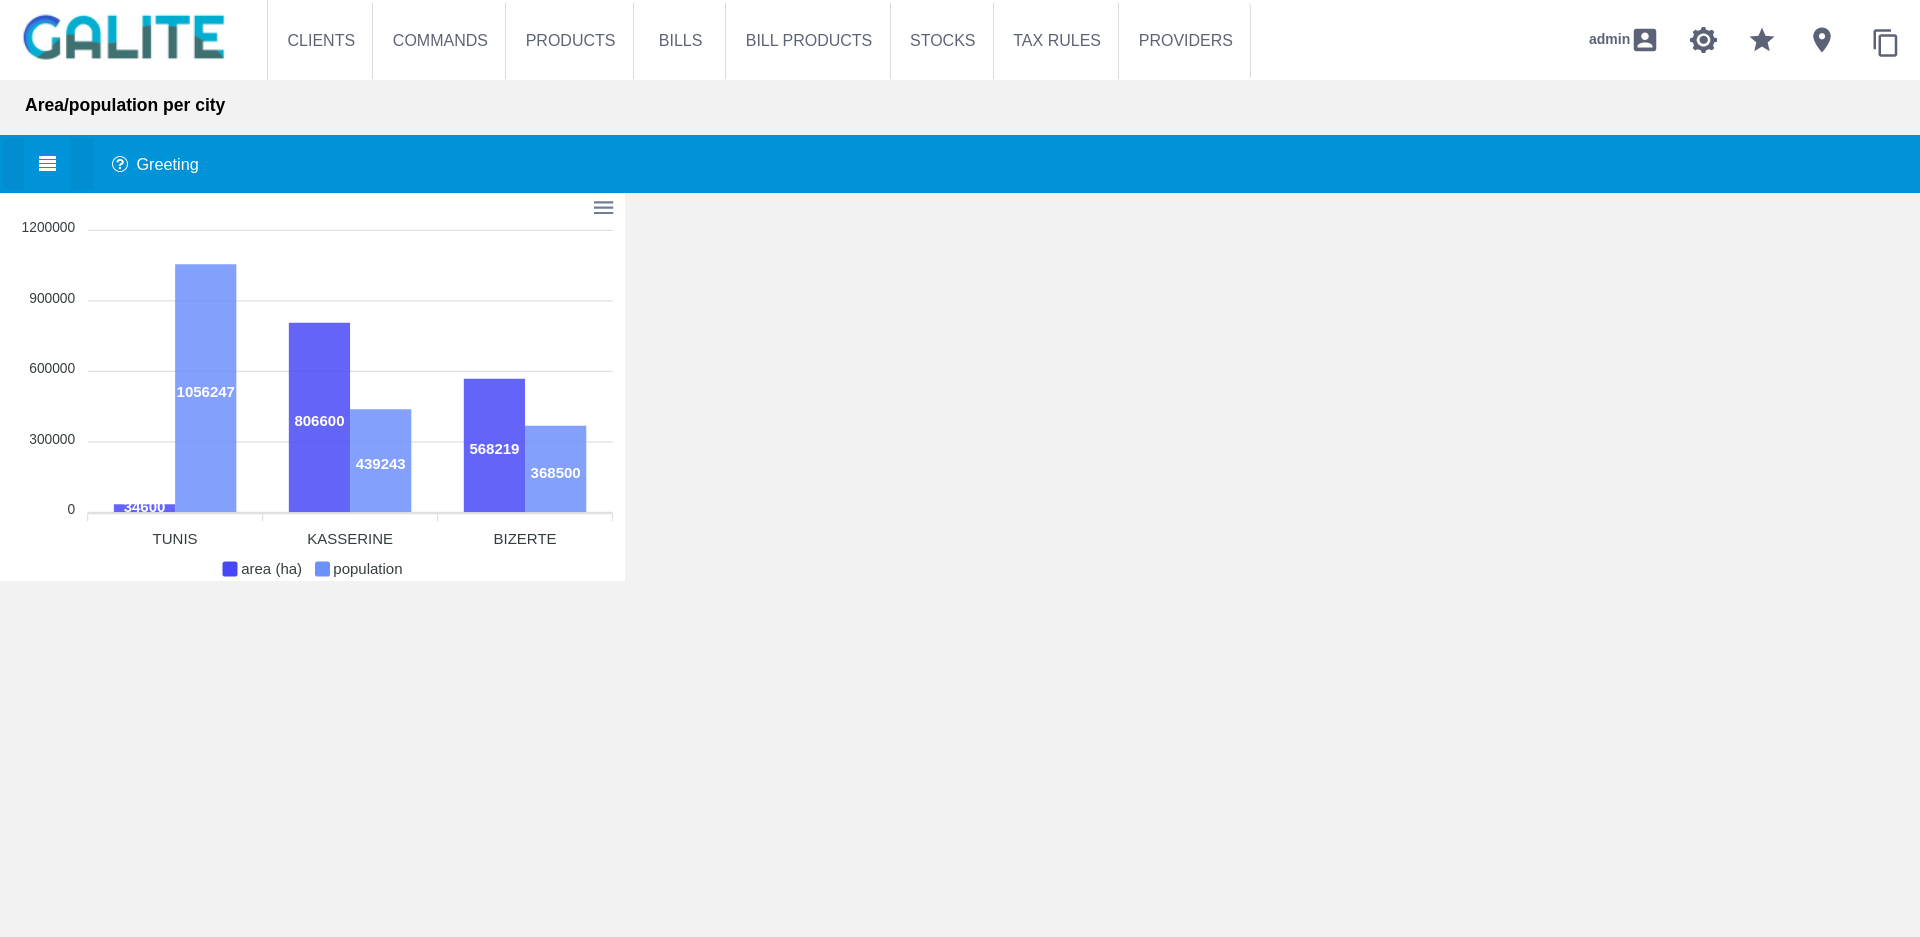 GALITE
CLIENTS COMMANDS PRODUCTS BILLS BILL PRODUCTS STOCKS TAX RULES PROVIDERS admin
Area/population per city
Greeting
1200000
900000
600000
300000
0
1056247
806600
439243
568219
368500
34600
TUNIS KASSERINE BIZERTE
area (ha) population